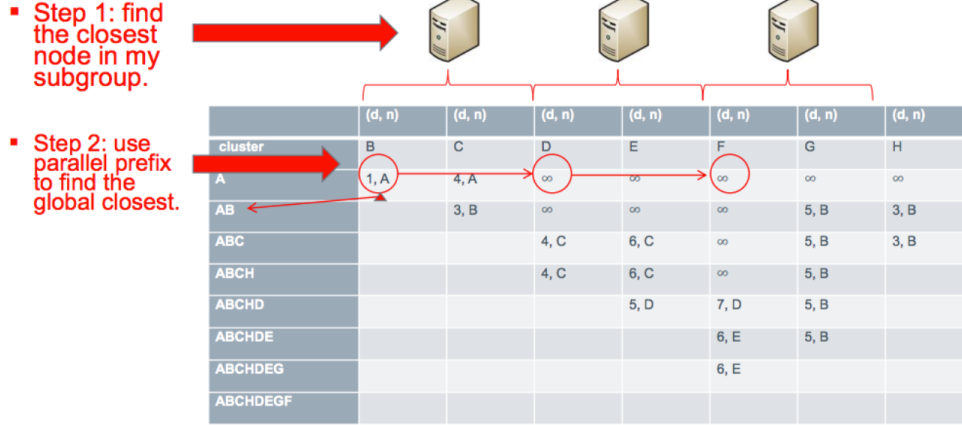 ▪ Step 1: find
the closest
node in my
subgroup.
▪ Step 2: use
parallel prefix
to find the
global closest.
(d, n) (d, n) (d, n) (d, n) (d, n) (d, n) (d, n)
cluster B C D E F G H
A 1, A 4, A ∞ ∞ ∞ ∞ ∞
AB 3, B ∞ ∞ ∞ 5, B 3, B
ABC 4, C 6, C ∞ 5, B 3, B
ABCH 4, C 6, C ∞ 5, B
ABCHD 5, D 7, D 5, B
ABCHDE 6, E 5, B
ABCHDEG 6, E
ABCHDEGF